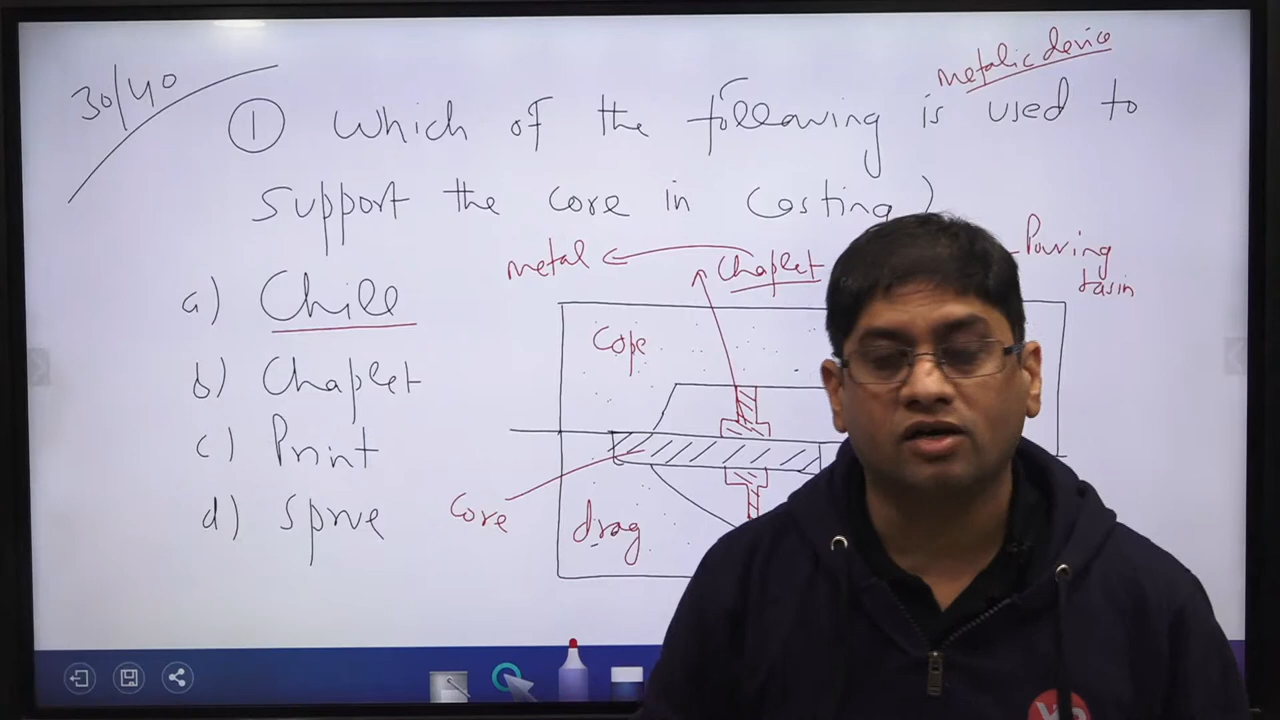 30/40
metalic device
① Which of the following is used to
support the core in Casting)
a) Chill
b) Chaplet
c) Print
d) Sprue
metal
Chaplet
Pouring
basin
Cope
Core
drag